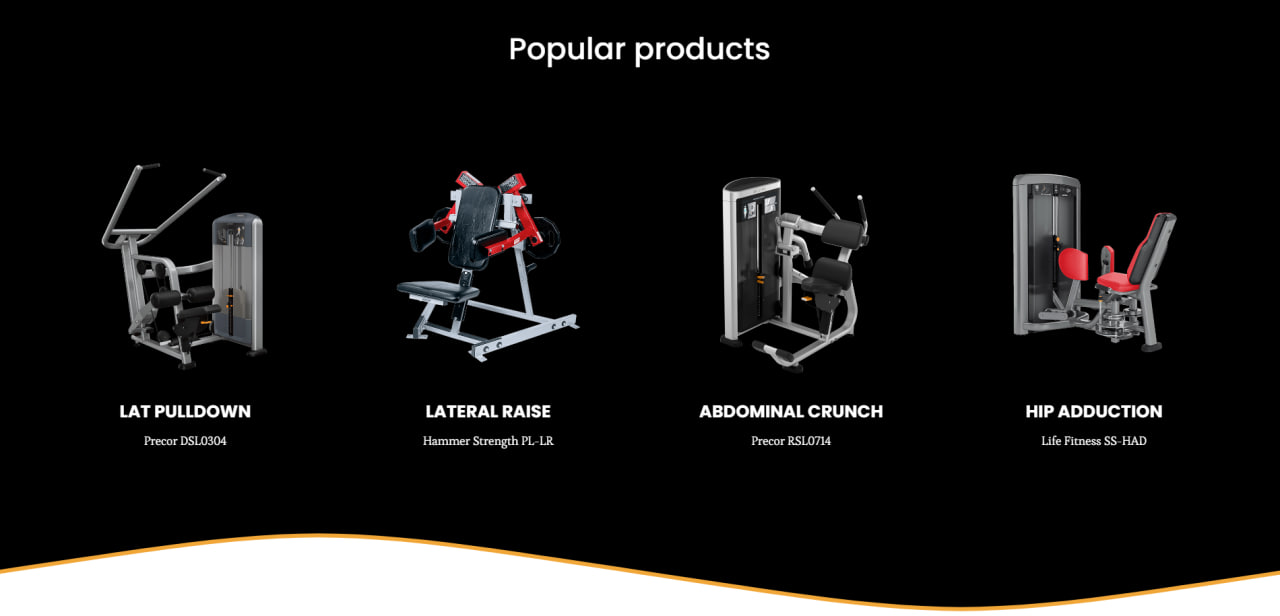 Popular products
LAT PULLDOWN
Precor DSL0304
LATERAL RAISE
Hammer Strength PL-LR
ABDOMINAL CRUNCH
Precor RSL0714
HIP ADDUCTION
Life Fitness SS-HAD